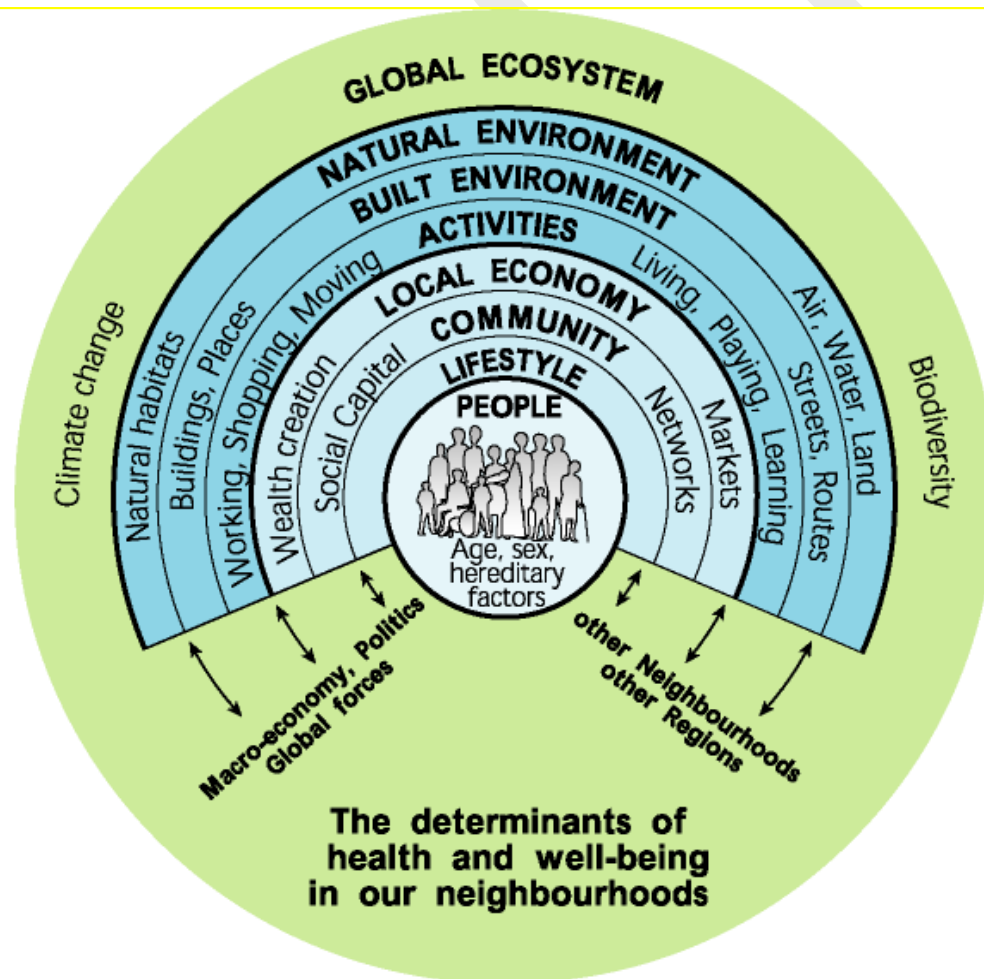 GLOBAL ECOSYSTEM
NATURAL ENVIRONMENT
BUILT ENVIRONMENT
ACTIVITIES
LOCAL ECONOMY
COMMUNITY
LIFESTYLE
PEOPLE
Age, sex,
hereditary
factors
Climate change
Natural habitats
Buildings, Places
Working, Shopping, Moving
Wealth creation
Social Capital
Networks
Markets
Living, Playing, Learning
Streets, Routes
Air, Water, Land
Biodiversity
Macro-economy, Politics
Global forces
other Neighbourhoods
other Regions
The determinants of
health and well-being
in our neighbourhoods